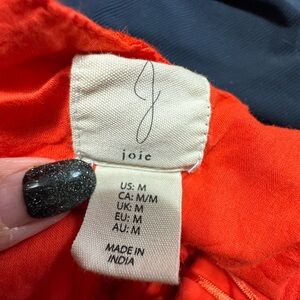 J
joie
US: M
CA: M/M
UK: M
EU: M
AU: M
MADE IN
INDIA